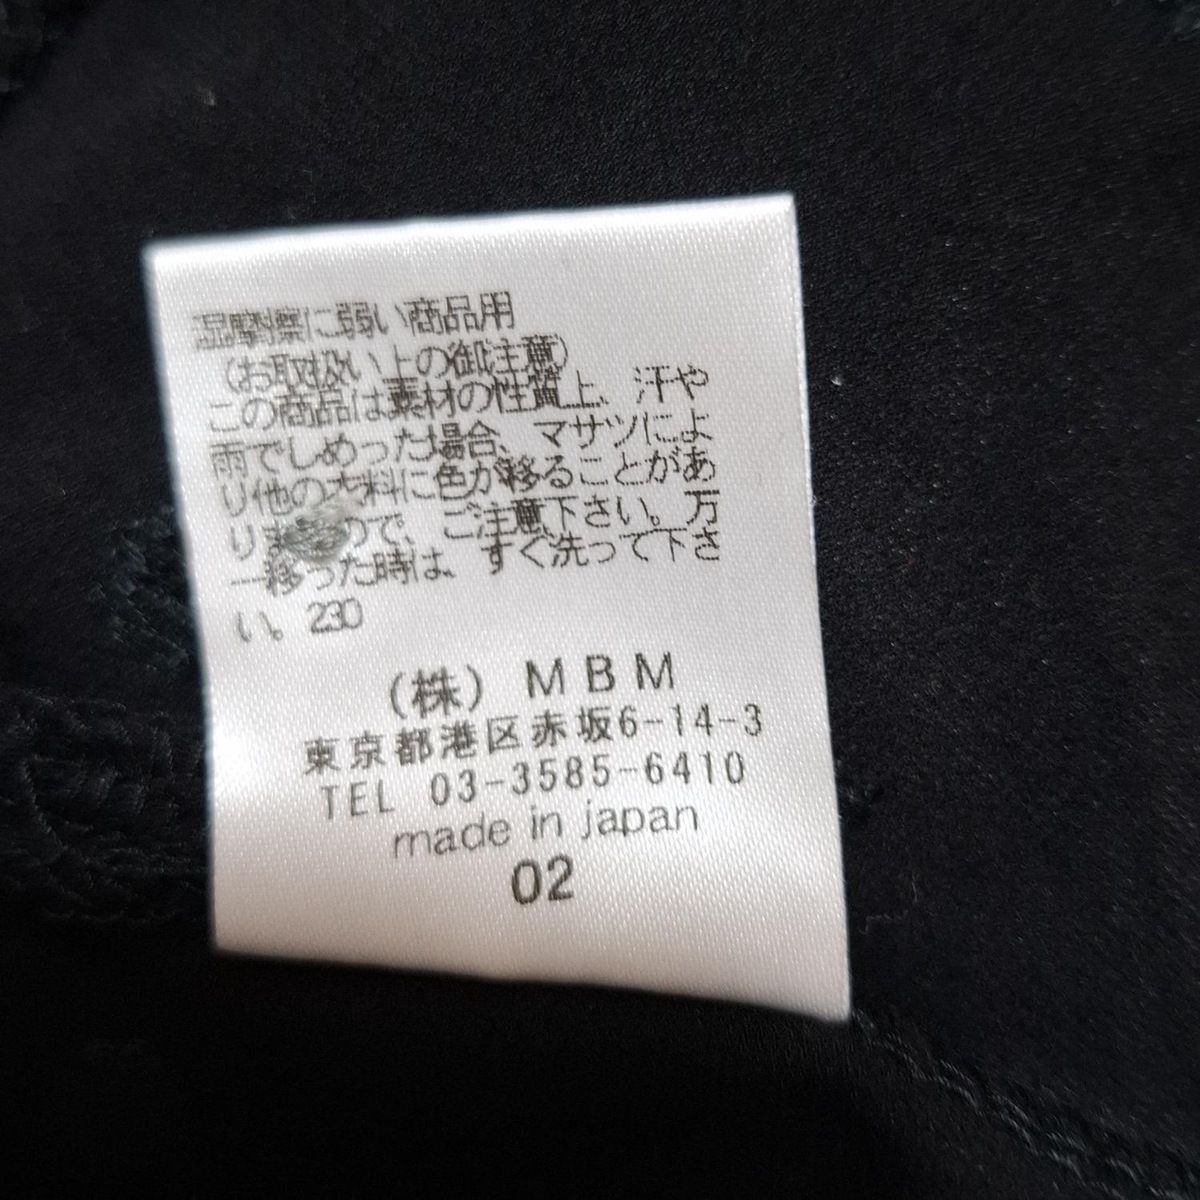 湿摩擦に弱い商品用
(お取扱い上の御注意)
この商品は素材の性質上、汗や
雨でしめった場合、マサツによ
り他の衣料に色が移ることがあ
りますので、ご注意下さい。万
一移った時は、すぐ洗って下さ
い。230
(株) MBM
東京都港区赤坂6-14-3
TEL 03-3585-6410
made in japan
02